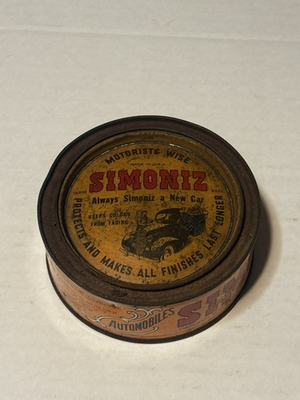 MOTORISTS WISE
SIMONIZ
Always Simoniz a New Car
KEEPS COLORS
FROM FADING
PROTECTS AND MAKES ALL FINISHES LAST LONGER
AUTOMOBILES